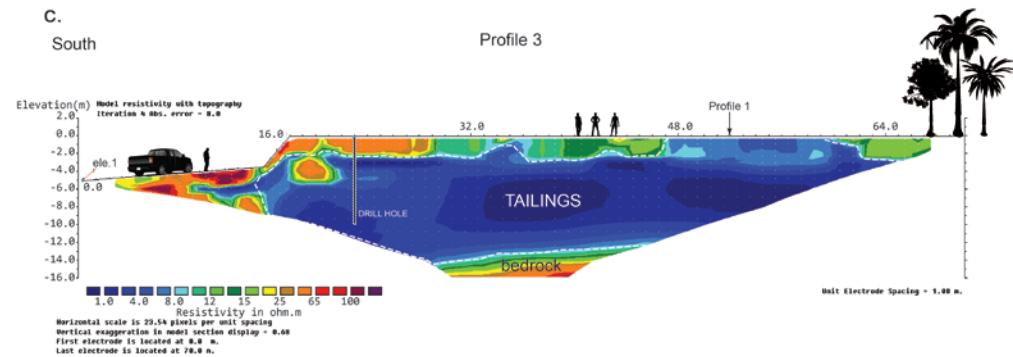 C.
South
Profile 3
Elevation(m)
Model resistivity with topography
Iteration 4 Abs. error = 8.0
Profile 1
2.0
0.0
16.0
32.0
48.0
64.0
-2.0
ele.1
-4.0
0.0
-6.0
TAILINGS
-8.0
DRILL HOLE
-10.0
-12.0
-14.0
bedrock
-16.0
1.0 4.0 8.0 12 15 25 65 100
Resistivity in ohm.m
Unit Electrode Spacing = 1.00 m.
Horizontal scale is 23.54 pixels per unit spacing
Vertical exaggeration in model section display = 0.68
First electrode is located at 0.0 m.
Last electrode is located at 70.0 m.